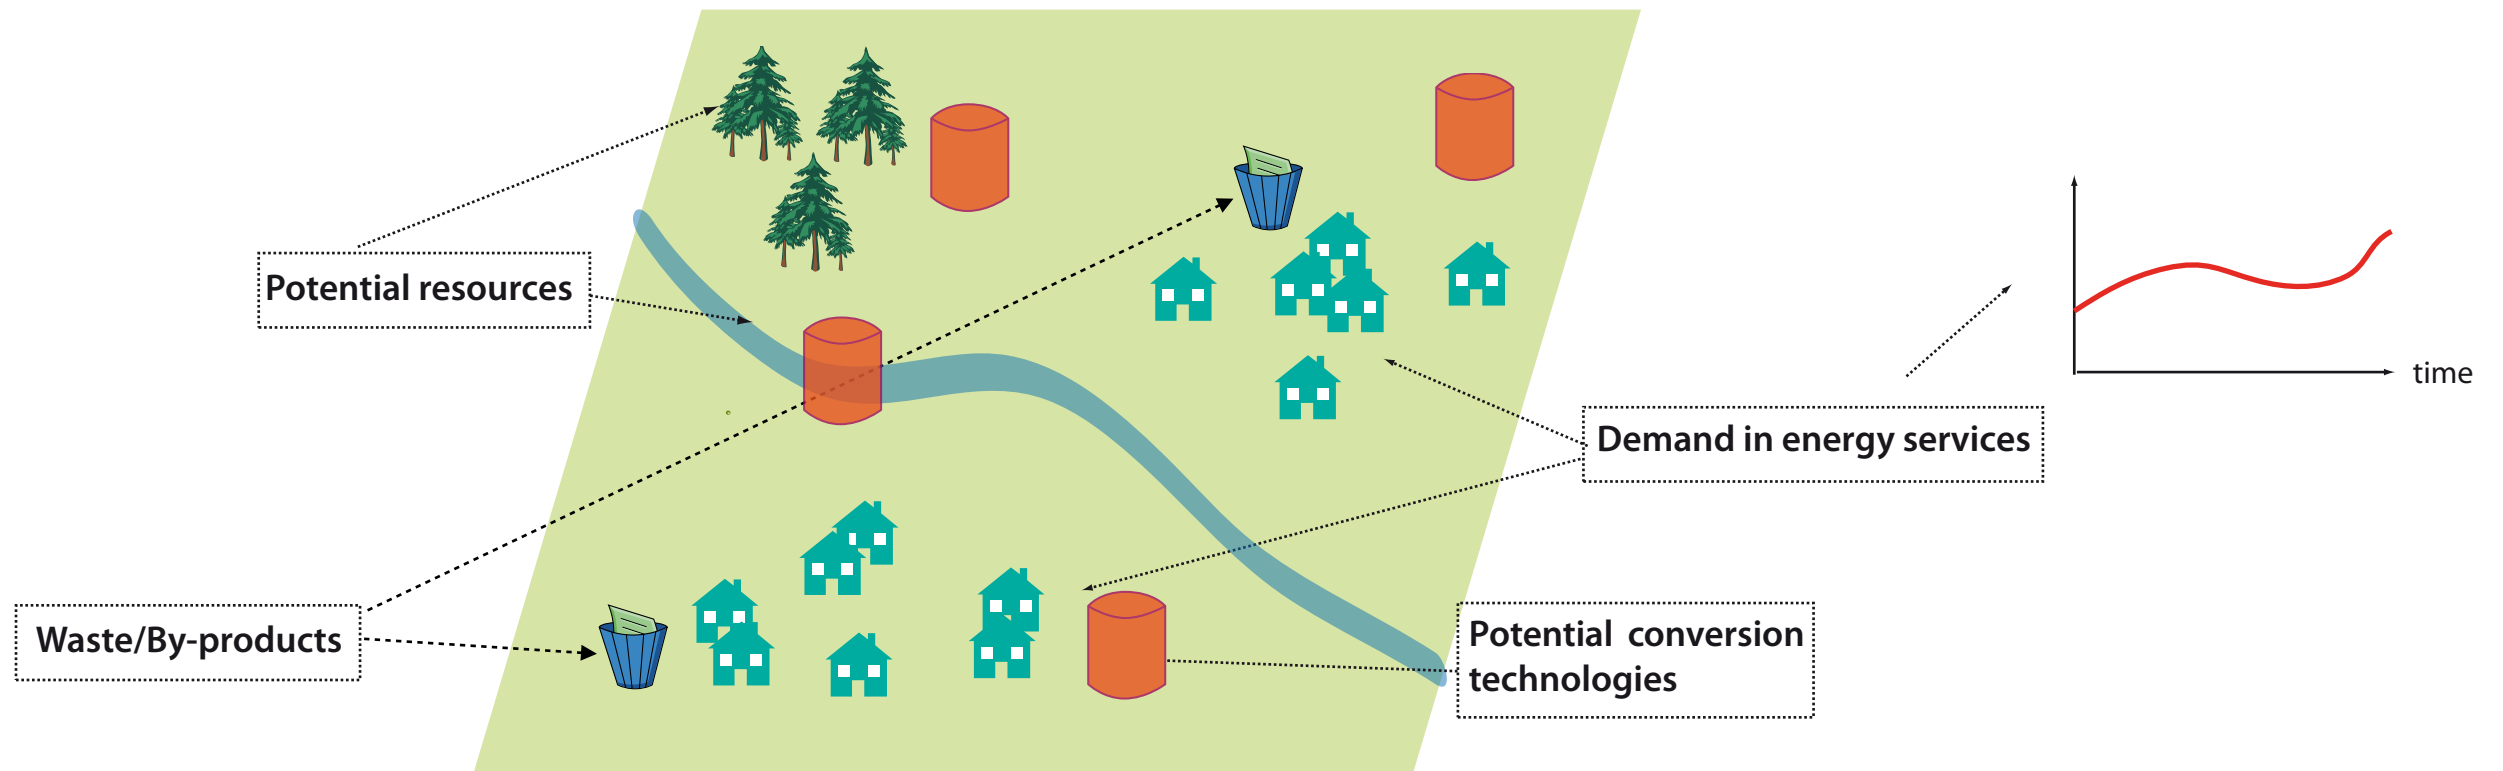 Potential resources
time
Demand in energy services
Waste/By-products
Potential conversion
technologies